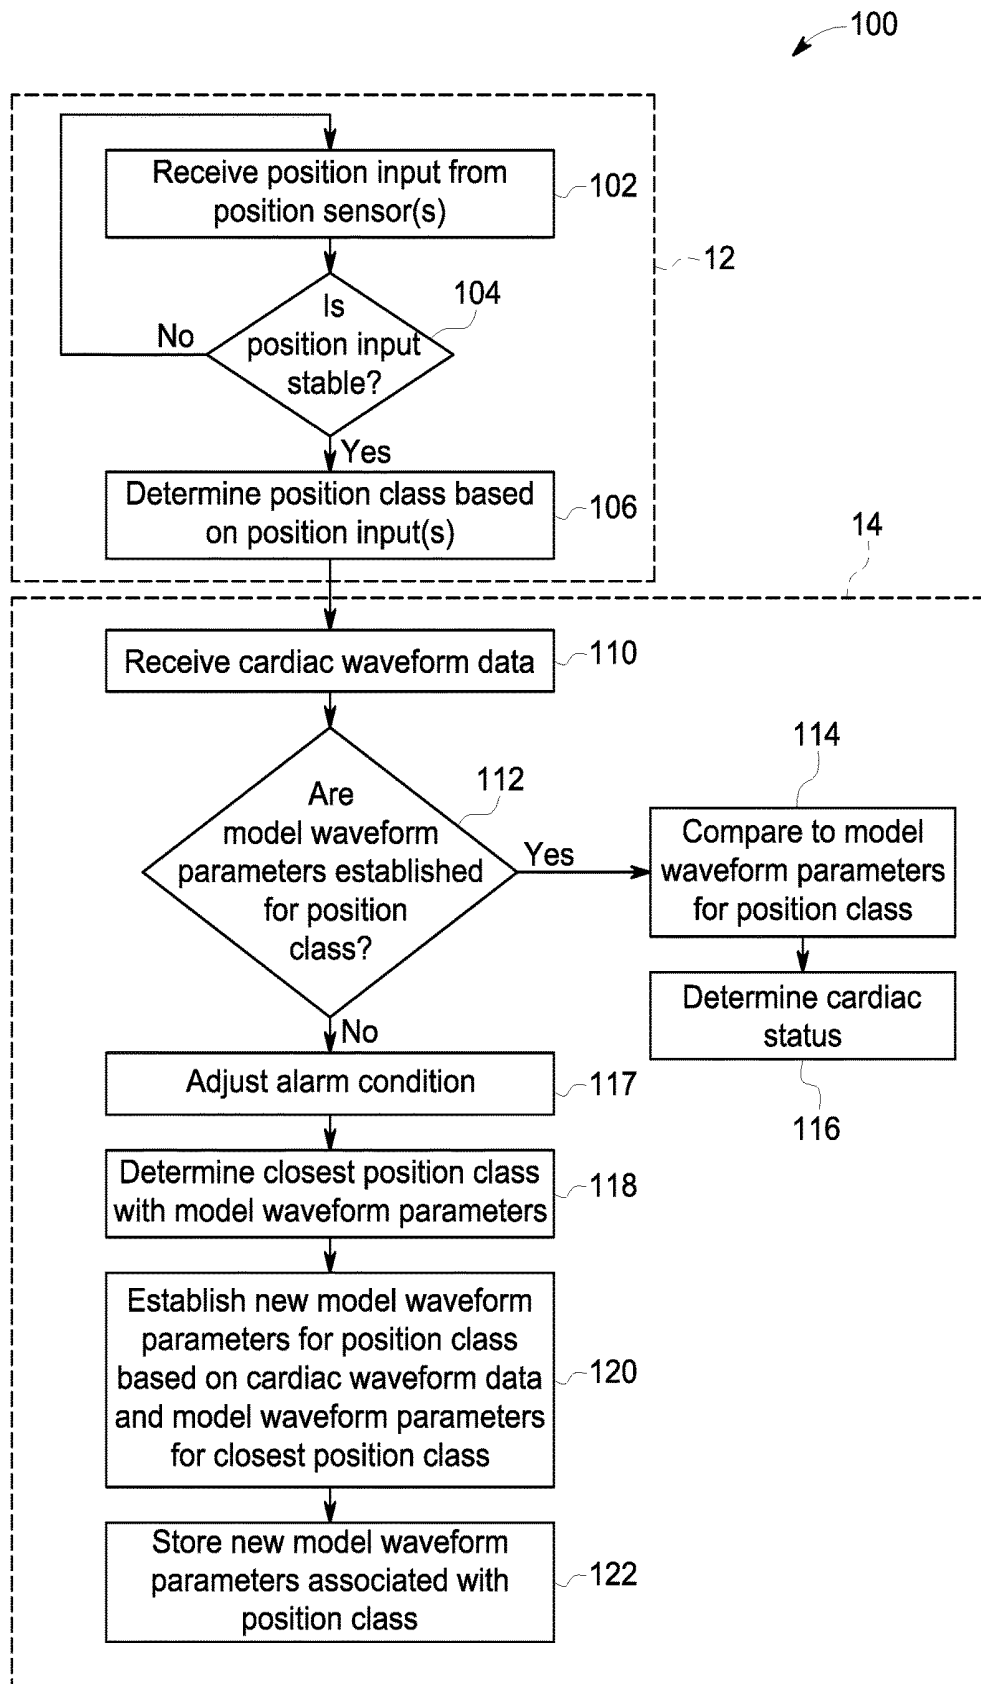 100
Receive position input from
position sensor(s)
102
12
Is
position input
stable?
104
No
Yes
Determine position class based
on position input(s)
106
14
Receive cardiac waveform data
110
Are
model waveform
parameters established
for position
class?
112
Yes
114
Compare to model
waveform parameters
for position class
Determine cardiac
status
116
No
Adjust alarm condition
117
Determine closest position class
with model waveform parameters
118
Establish new model waveform
parameters for position class
based on cardiac waveform data
and model waveform parameters
for closest position class
120
Store new model waveform
parameters associated with
position class
122